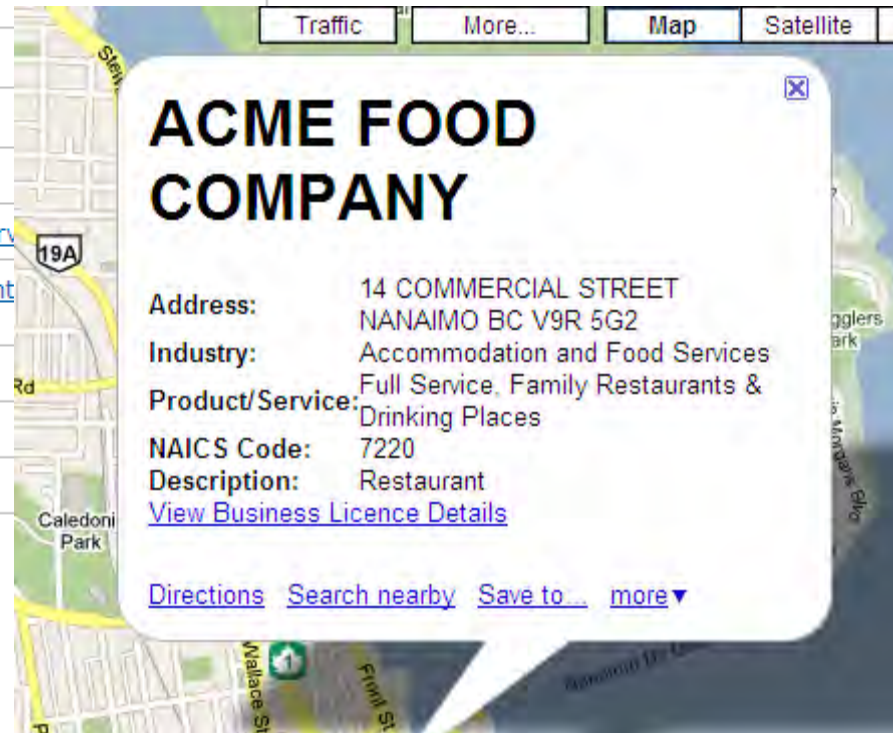 Traffic
More...
Map
Satellite
ACME FOOD
COMPANY
Address:
14 COMMERCIAL STREET
NANAIMO BC V9R 5G2
Industry:
Accommodation and Food Services
Product/Service:
Full Service, Family Restaurants &
Drinking Places
NAICS Code:
7220
Description:
Restaurant
View Business Licence Details
Directions
Search nearby
Save to...
more▼
19A
Rd
Caledoni
Park
Wallace St
1
Front St